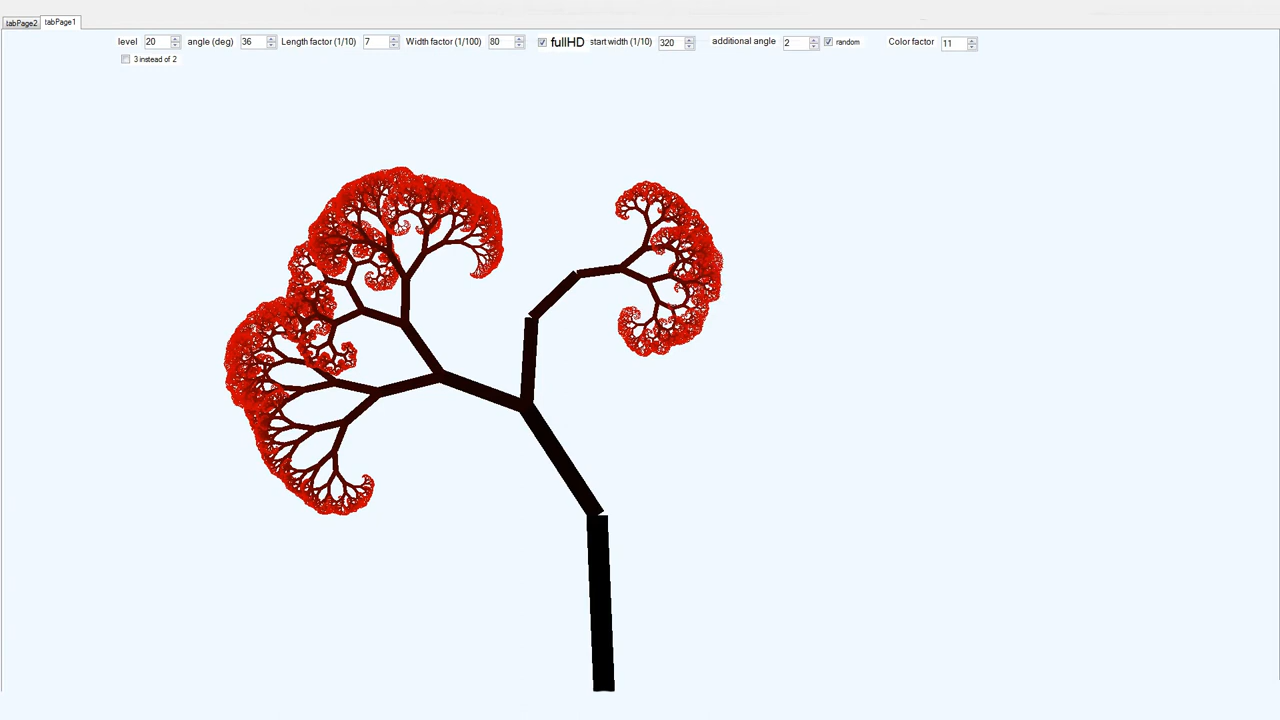 tabPage2 tabPage1
level 20 angle (deg) 36 Length factor (1/10) 7 Width factor (1/100) 80 fullHD start width (1/10) 320 additional angle 2 random Color factor 11
3 instead of 2